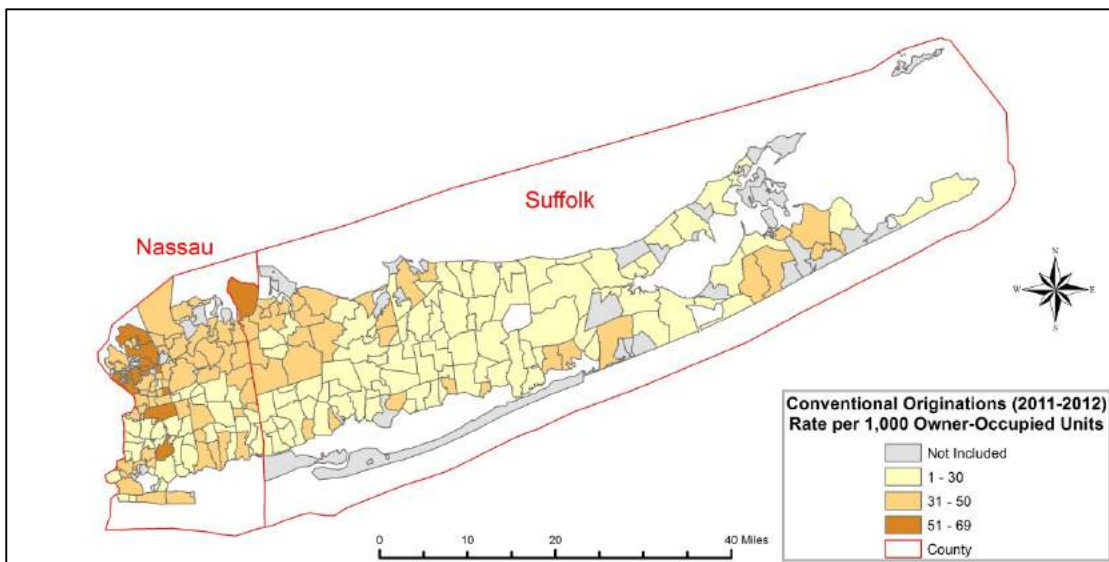 Suffolk
Nassau
N
W E
S
Conventional Originations (2011-2012)
Rate per 1,000 Owner-Occupied Units
Not Included
1 - 30
31 - 50
51 - 69
County
0 10 20 40 Miles